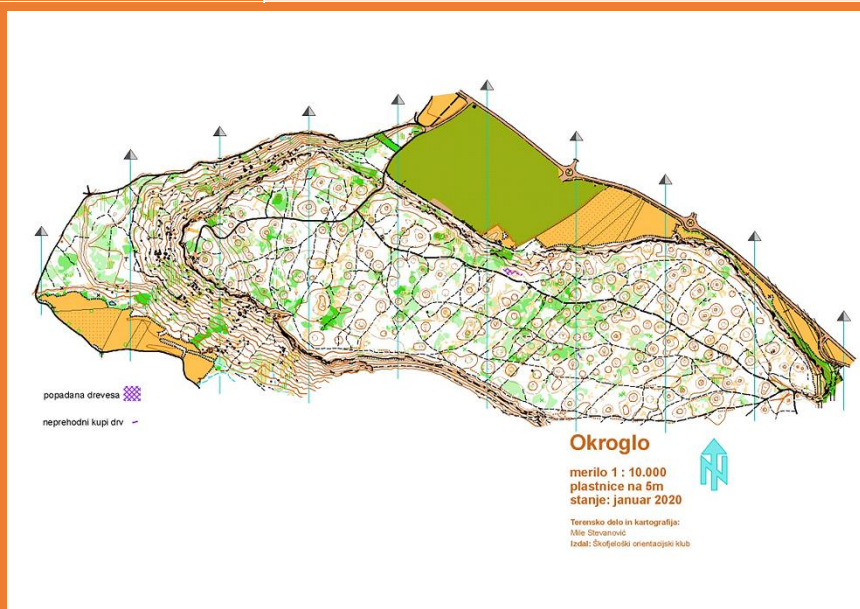 popadana drevesa
neprehodni kupi drv
Okroglo
merilo 1 : 10.000
plastnice na 5m
stanje: januar 2020
Terensko delo in kartografija:
Mile Stevanović
Izdal: Škofjeloški orientacijski klub